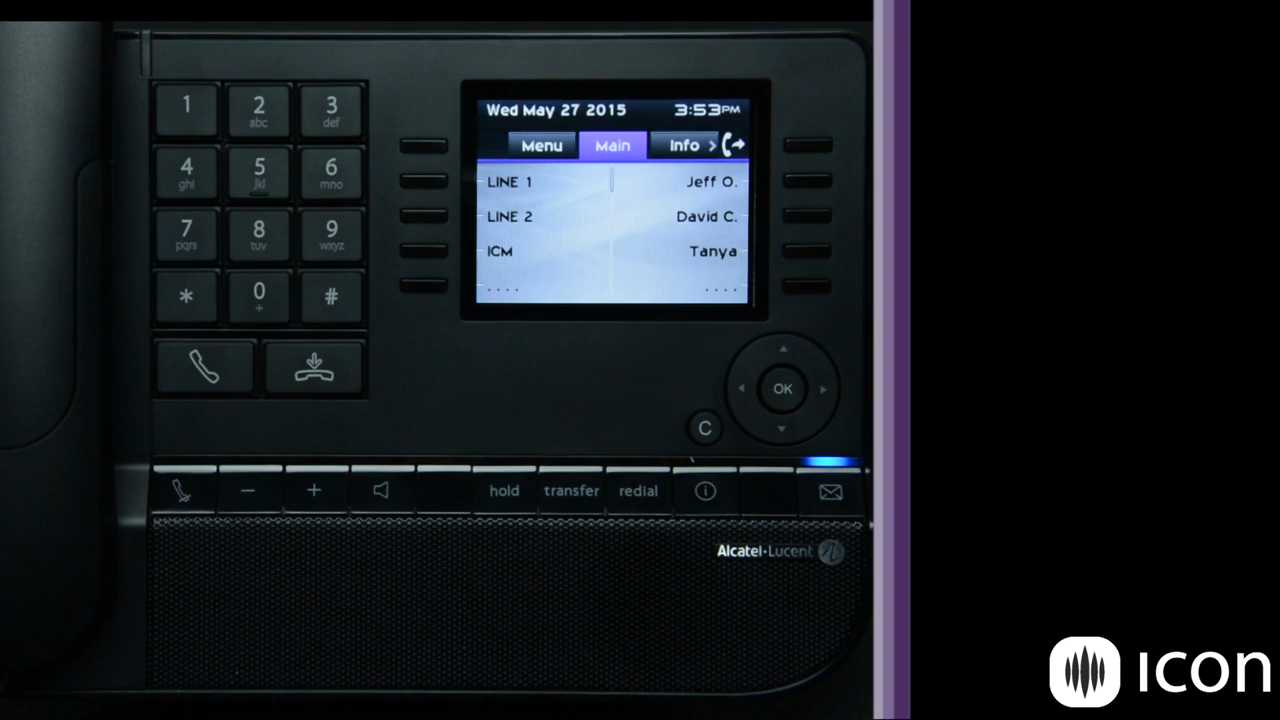 1
2
abc
3
def
4
ghi
5
jkl
6
mno
7
pqrs
8
tuv
9
wxyz
*
0
+
#
Wed May 27 2015 3:53PM
Menu Main Info >
LINE 1 Jeff O.
LINE 2 David C.
ICM Tanya
. . . . . . . .
OK
C
− + hold transfer redial i
Alcatel·Lucent
icon